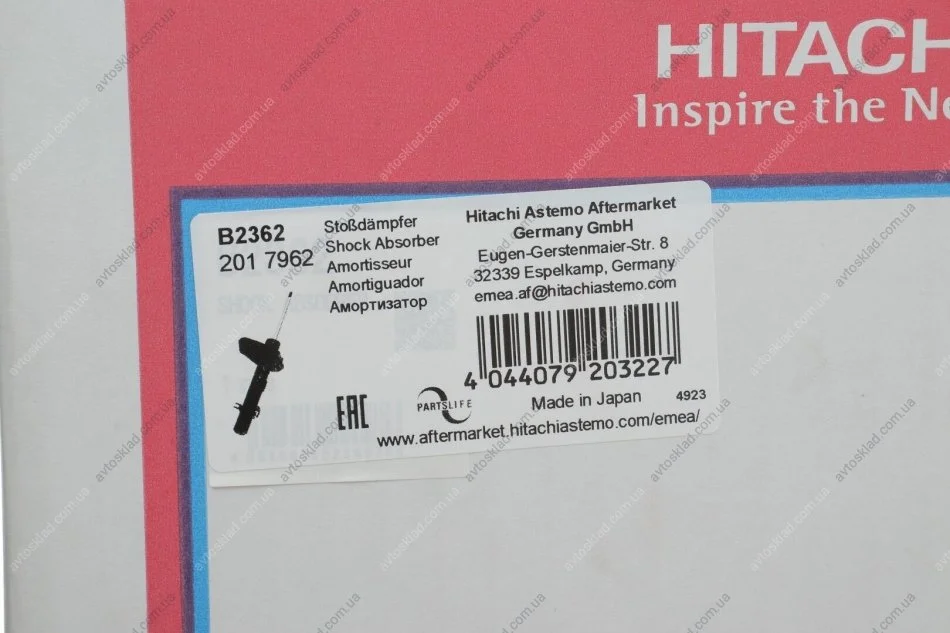 HITACH
Inspire the Ne
B2362
201 7962
Stoßdämpfer
Shock Absorber
Amortisseur
Amortiguador
Амортизатор
Hitachi Astemo Aftermarket
Germany GmbH
Eugen-Gerstenmaier-Str. 8
32339 Espelkamp, Germany
emea.af@hitachiastemo.com
4 044079 203227
EAC
PARTSLIFE
Made in Japan
4923
www.aftermarket.hitachiastemo.com/emea/
avtosklad.com.ua